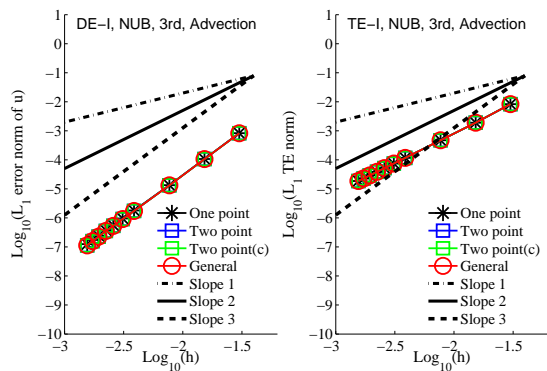 DE-I, NUB, 3rd, Advection
Log10(L1 error norm of u)
1
0
−1
−2
−3
−4
−5
−6
−7
−8
−9
−10
−3
−2.5
−2
−1.5
Log10(h)
One point
Two point
Two point(c)
General
Slope 1
Slope 2
Slope 3
TE-I, NUB, 3rd, Advection
Log10(L1 TE norm)
1
0
−1
−2
−3
−4
−5
−6
−7
−8
−9
−10
−3
−2.5
−2
−1.5
Log10(h)
One point
Two point
Two point(c)
General
Slope 1
Slope 2
Slope 3